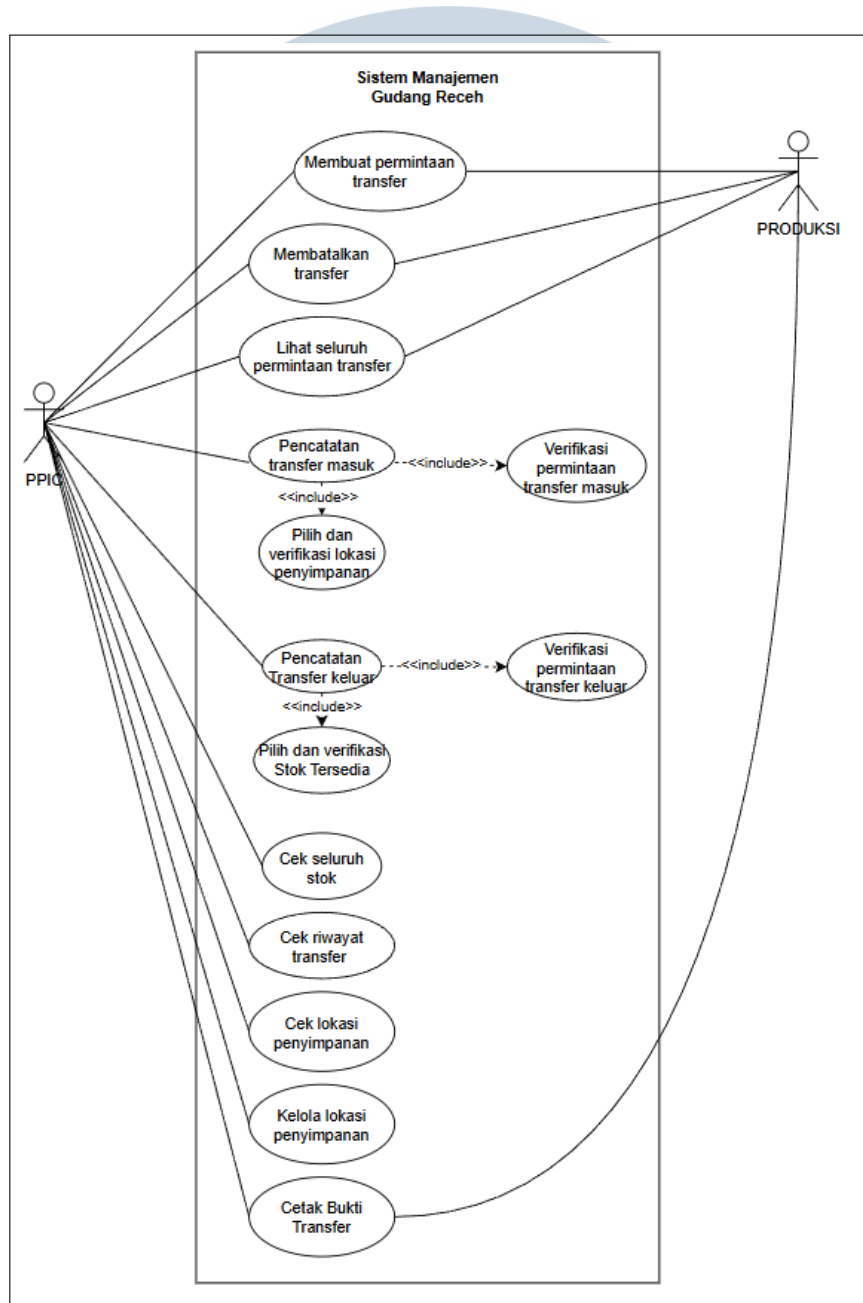 Sistem Manajemen
Gudang Receh
Membuat permintaan
transfer
PRODUKSI
Membatalkan
transfer
Lihat seluruh
permintaan transfer
PPIC
Pencatatan
transfer masuk
<<include>>
Verifikasi
permintaan
transfer masuk
<<include>>
Pilih dan
verifikasi lokasi
penyimpanan
Pencatatan
Transfer keluar
<<include>>
Verifikasi
permintaan
transfer keluar
<<include>>
Pilih dan verifikasi
Stok Tersedia
Cek seluruh
stok
Cek riwayat
transfer
Cek lokasi
penyimpanan
Kelola lokasi
penyimpanan
Cetak Bukti
Transfer